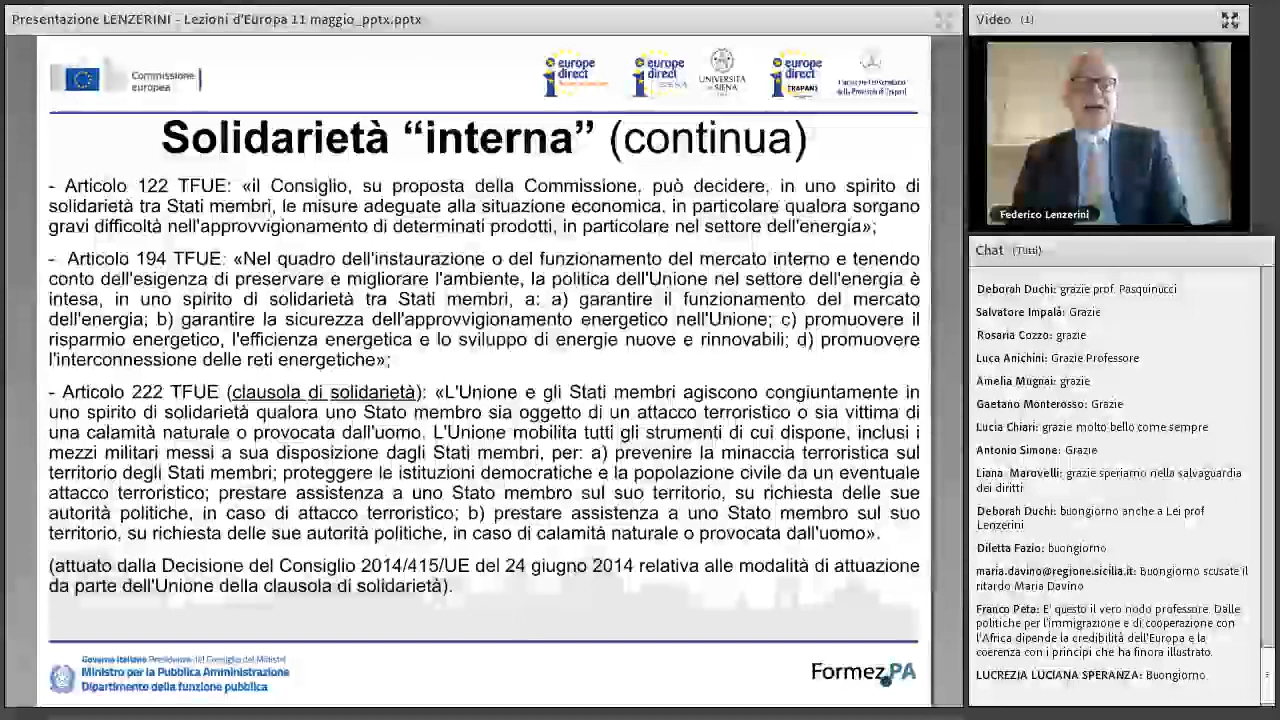 Presentazione LENZERINI - Lezioni d'Europa 11 maggio_pptx.pptx
Commissione
europea
europe
direct
europe
direct
SIENA
UNIVERSITÀ
DI SIENA
europe
direct
TRAPANI
Solidarietà “interna” (continua)
- Articolo 122 TFUE: «il Consiglio, su proposta della Commissione, può decidere, in uno spirito di
solidarietà tra Stati membri, le misure adeguate alla situazione economica, in particolare qualora sorgano
gravi difficoltà nell'approvvigionamento di determinati prodotti, in particolare nel settore dell'energia»;
- Articolo 194 TFUE: «Nel quadro dell'instaurazione o del funzionamento del mercato interno e tenendo
conto dell'esigenza di preservare e migliorare l'ambiente, la politica dell'Unione nel settore dell'energia è
intesa, in uno spirito di solidarietà tra Stati membri, a: a) garantire il funzionamento del mercato
dell'energia; b) garantire la sicurezza dell'approvvigionamento energetico nell'Unione; c) promuovere il
risparmio energetico, l'efficienza energetica e lo sviluppo di energie nuove e rinnovabili; d) promuovere
l'interconnessione delle reti energetiche»;
- Articolo 222 TFUE (clausola di solidarietà): «L'Unione e gli Stati membri agiscono congiuntamente in
uno spirito di solidarietà qualora uno Stato membro sia oggetto di un attacco terroristico o sia vittima di
una calamità naturale o provocata dall'uomo. L'Unione mobilita tutti gli strumenti di cui dispone, inclusi i
mezzi militari messi a sua disposizione dagli Stati membri, per: a) prevenire la minaccia terroristica sul
territorio degli Stati membri; proteggere le istituzioni democratiche e la popolazione civile da un eventuale
attacco terroristico; prestare assistenza a uno Stato membro sul suo territorio, su richiesta delle sue
autorità politiche, in caso di attacco terroristico; b) prestare assistenza a uno Stato membro sul suo
territorio, su richiesta delle sue autorità politiche, in caso di calamità naturale o provocata dall'uomo».
(attuato dalla Decisione del Consiglio 2014/415/UE del 24 giugno 2014 relativa alle modalità di attuazione
da parte dell'Unione della clausola di solidarietà).
Governo Italiano Presidenza del Consiglio dei Ministri
Ministro per la Pubblica Amministrazione
Dipartimento della funzione pubblica
Formez PA
Video (1)
Federico Lenzerini
Chat (Tutti)
Deborah Duchi: grazie prof. Pasquinucci
Salvatore Impalà: Grazie
Rosaria Cozzo: grazie
Luca Anichini: Grazie Professore
Amelia Mugnai: grazie
Gaetano Monterosso: Grazie
Lucia Chiari: grazie molto bello come sempre
Antonio Simone: Grazie
Liana Marovelli: grazie speriamo nella salvaguardia
dei diritti
Deborah Duchi: buongiorno anche a Lei prof
Lenzerini
Diletta Fazio: buongiorno
maria.davino@regione.sicilia.it: Buongiorno scusate il
ritardo Maria Davino
Franco Peta: E' questo il vero nodo professore. Dalle
politiche per l'immigrazione e di cooperazione con
l'Africa dipende la credibilità dell'Europa e la
coerenza con i principi che ha finora illustrato.
LUCREZIA LUCIANA SPERANZA: Buongiorno